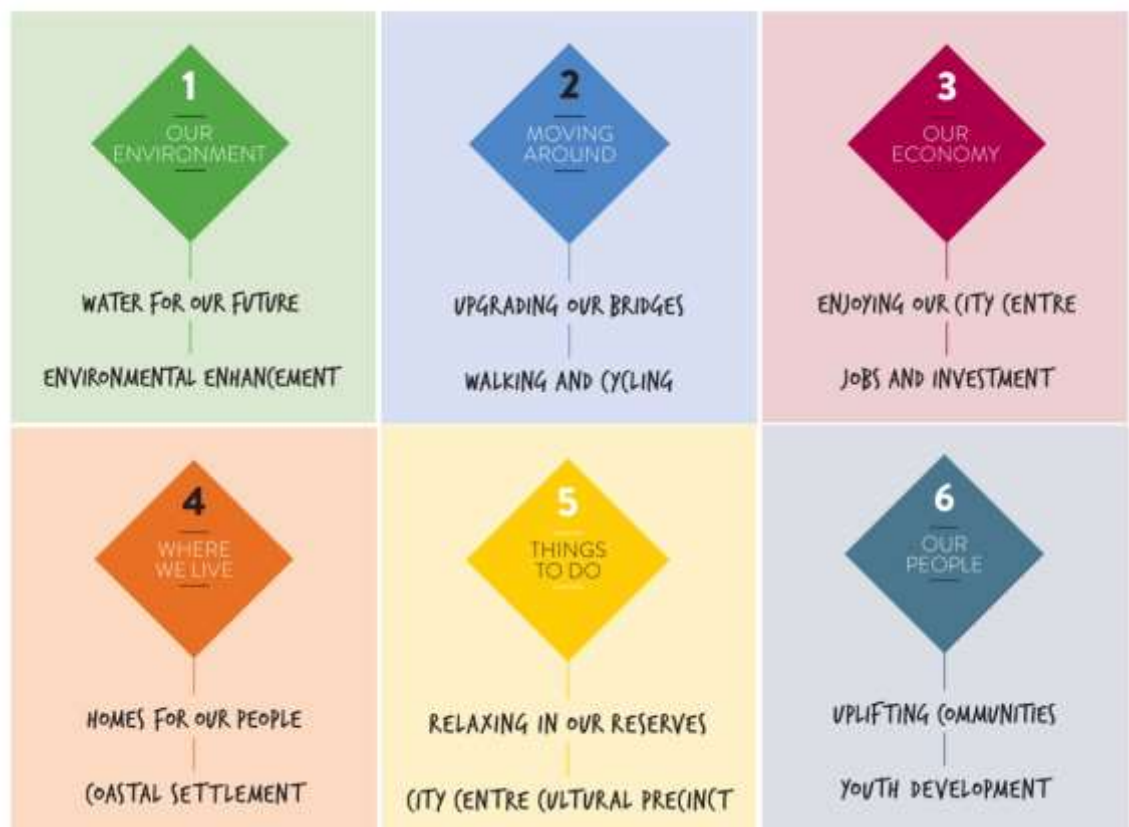 1
OUR
ENVIRONMENT
WATER FOR OUR FUTURE
ENVIRONMENTAL ENHANCEMENT
2
MOVING
AROUND
UPGRADING OUR BRIDGES
WALKING AND CYCLING
3
OUR
ECONOMY
ENJOYING OUR CITY CENTRE
JOBS AND INVESTMENT
4
WHERE
WE LIVE
HOMES FOR OUR PEOPLE
COASTAL SETTLEMENT
5
THINGS
TO DO
RELAXING IN OUR RESERVES
CITY CENTRE CULTURAL PRECINCT
6
OUR
PEOPLE
UPLIFTING COMMUNITIES
YOUTH DEVELOPMENT